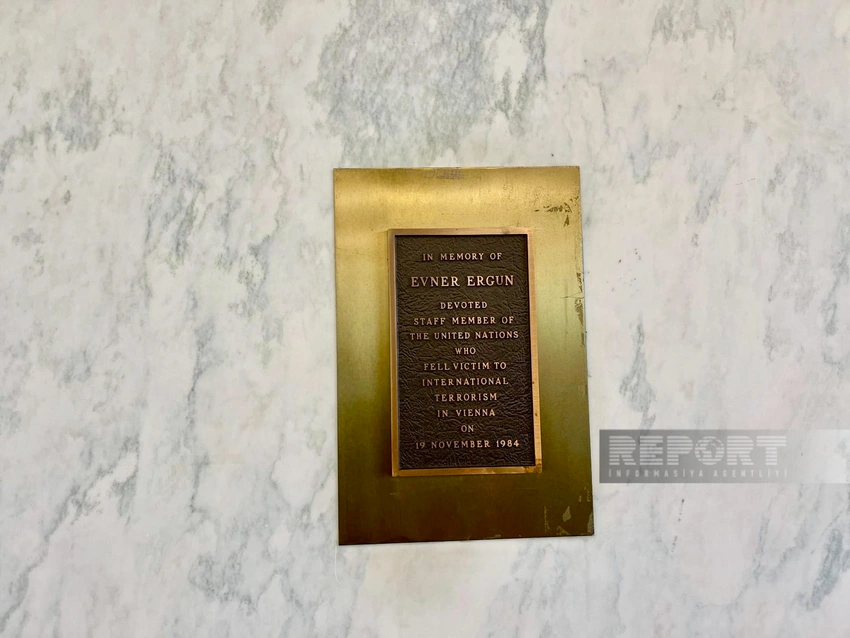 IN MEMORY OF
EVNER ERGUN
DEVOTED
STAFF MEMBER OF
THE UNITED NATIONS
WHO
FELL VICTIM TO
INTERNATIONAL
TERRORISM
IN VIENNA
ON
19 NOVEMBER 1984
REPORT
İNFORMASİYA AGENTLİYİ